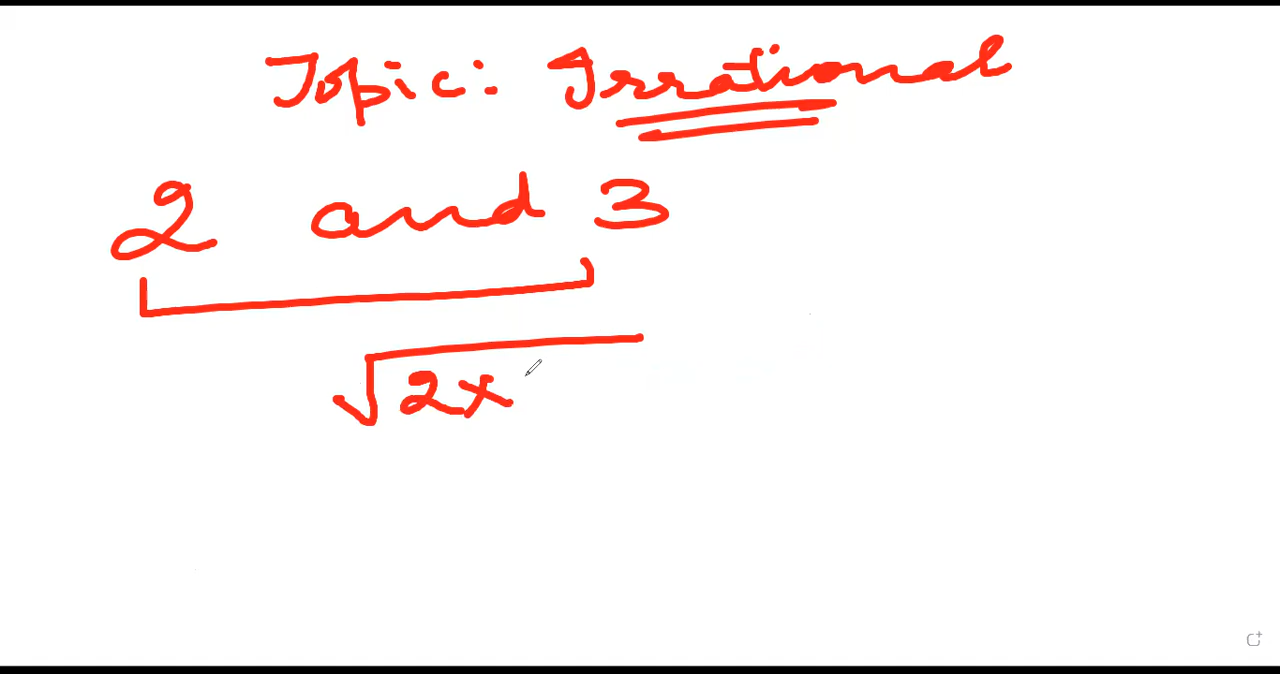 Topic: Irrational
2 and 3
√2x